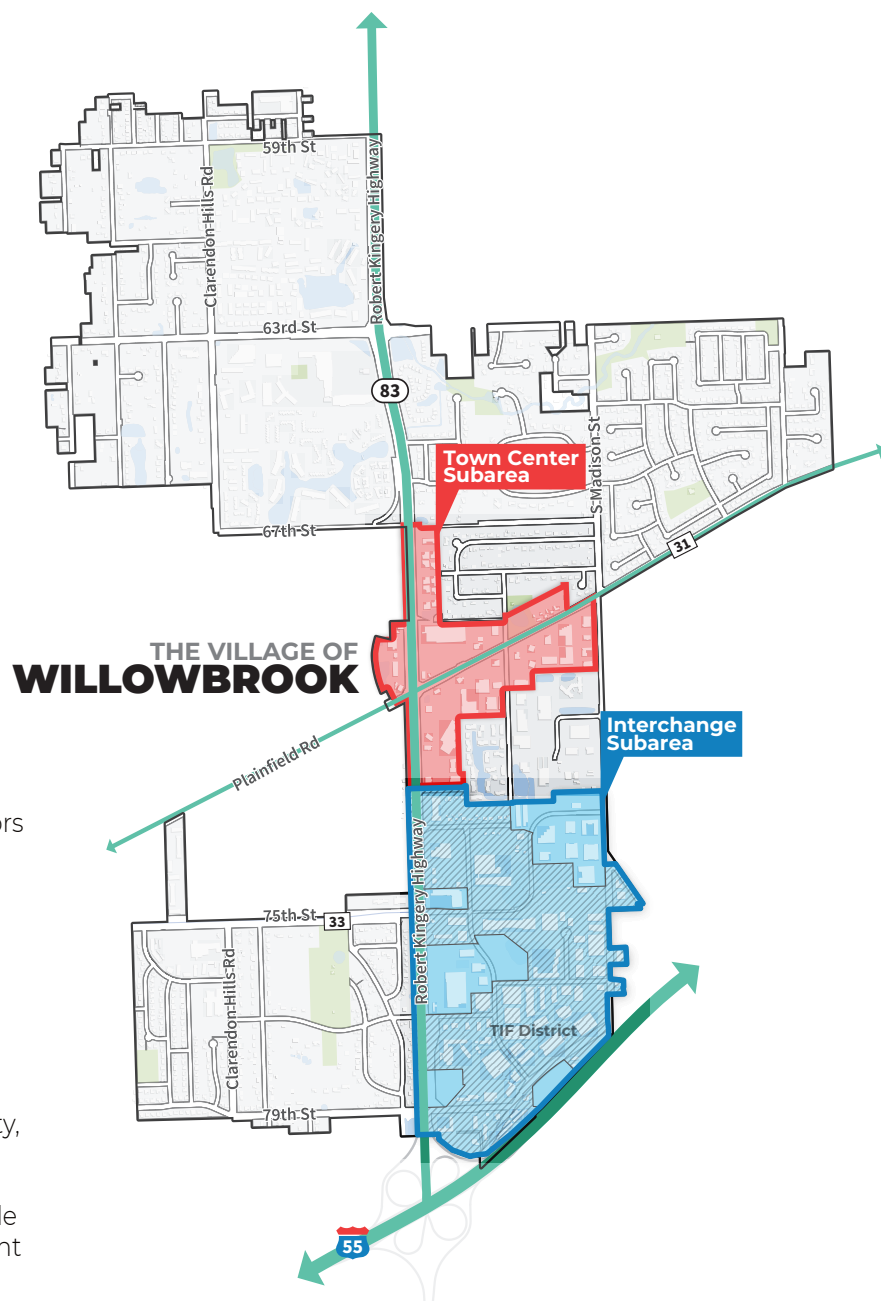 59th St
Clarendon Hills Rd
Robert Kingery Highway
63rd St
83
Town Center
Subarea
S Madison St
67th St
31
THE VILLAGE OF
WILLOWBROOK
Interchange
Subarea
Plainfield Rd
ors
Robert Kingery Highway
75th St
33
Clarendon Hills Rd
TIF District
79th St
ty,
le
nt
55